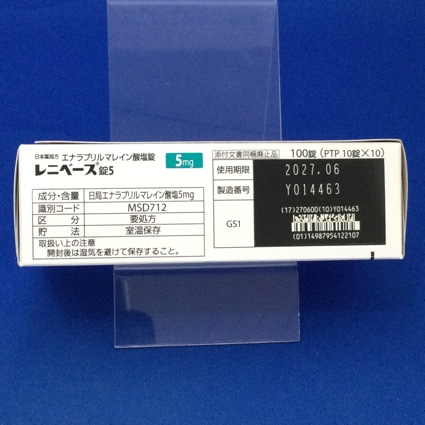 日本薬局方 エナラプリルマレイン酸塩錠
レニベース®錠5
5mg
成分・含量 日局エナラプリルマレイン酸塩5mg
識別コード MSD712
区分 要処方
貯法 室温保存
取扱い上の注意
開封後は湿気を避けて保存すること。
添付文書同梱廃止品 100錠 (PTP 10錠×10)
使用期限 2027.06
製造番号 Y014463
GS1
(17)270600(10)Y014463
(01)14987954122107